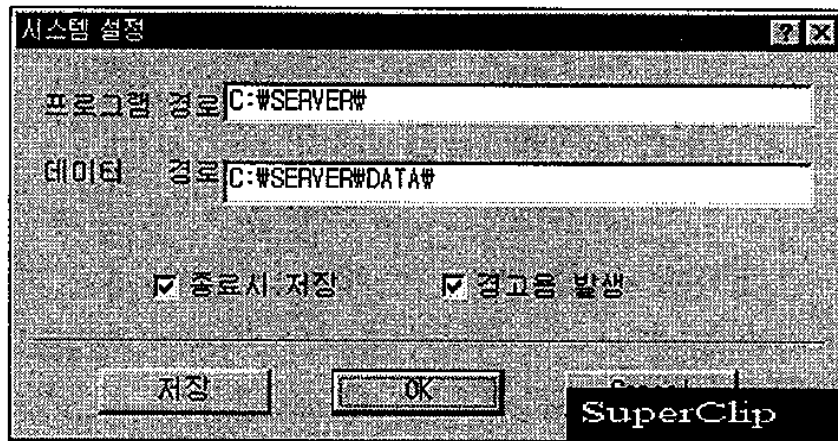 시스템 설정
프로그램 경로 C:₩SERVER₩
데이터 경로 C:₩SERVER₩DATA₩
종료시 저장 경고음 발생
저장 OK
SuperClip